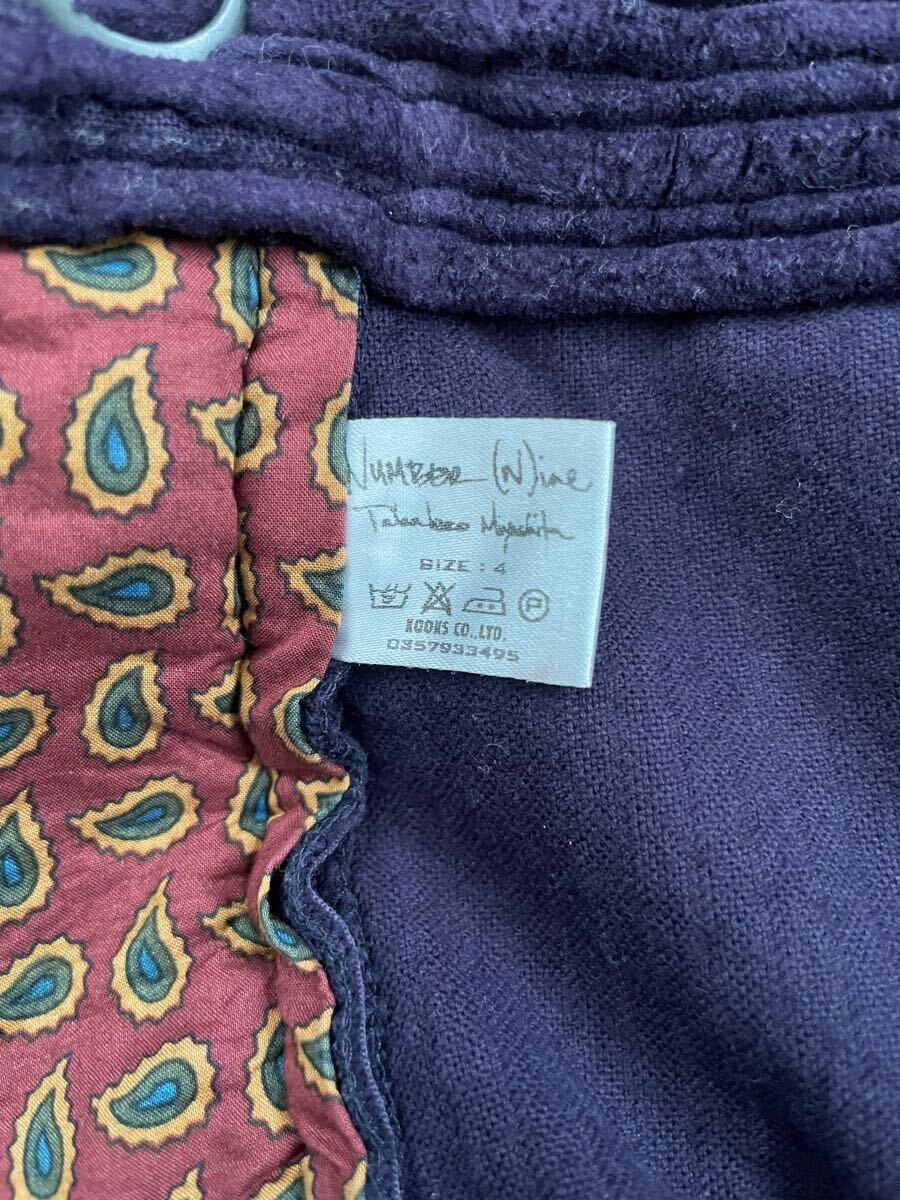 NUMBER (N)ine
Takahiro Miyashita
SIZE : 4
P
KOOKS CO.,LTD.
0357933495